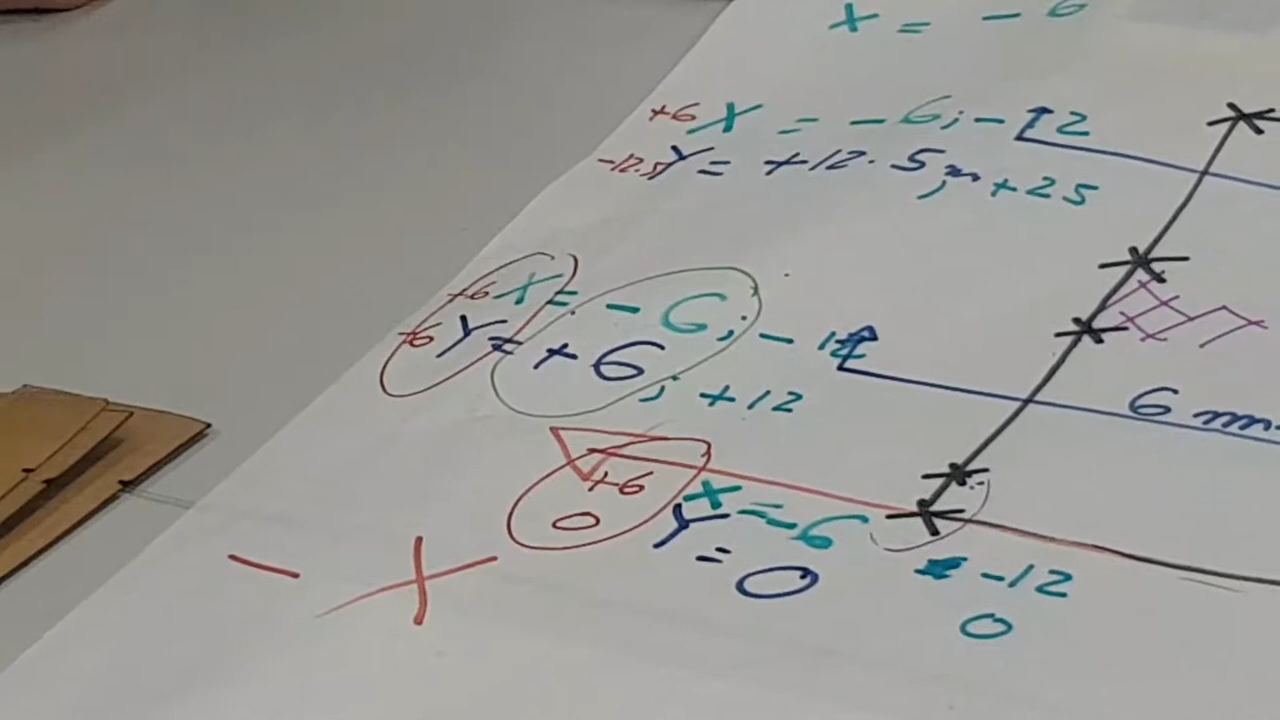 X = -6
+6 X = -6; -12
-12.5 Y = +12.5; +25
+6 X = -6; -12
+6 Y = +6; +12
6 mm
+6 X = -6 -12
0 Y = 0 0
- X